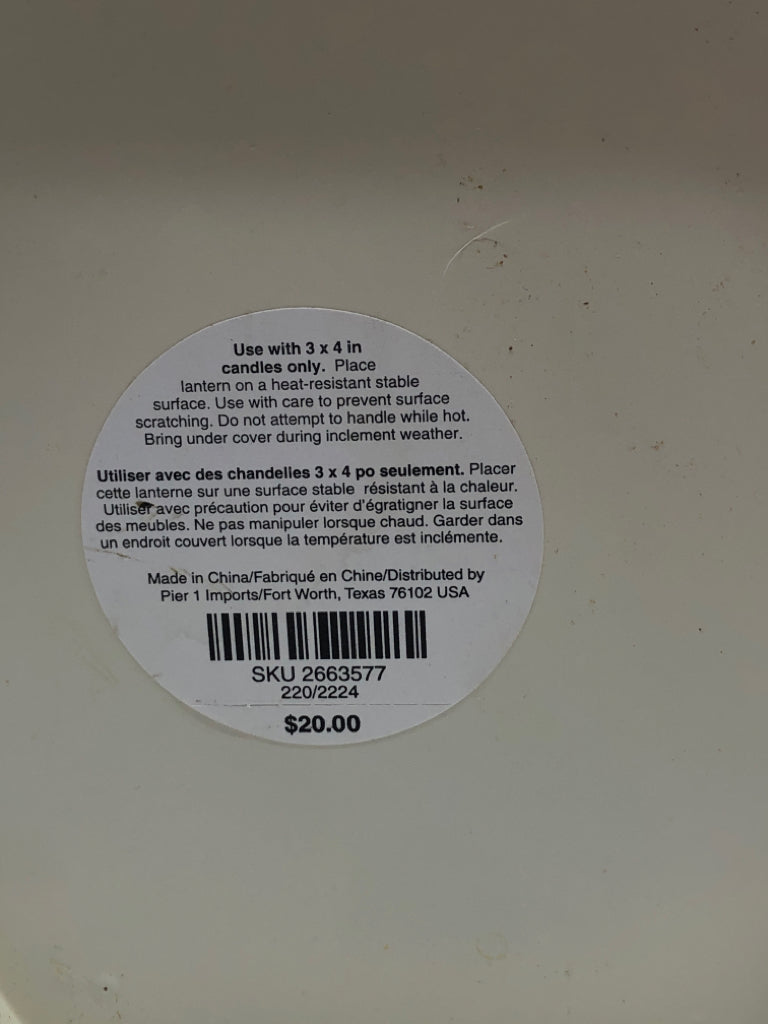 Use with 3 x 4 in
candles only. Place
lantern on a heat-resistant stable
surface. Use with care to prevent surface
scratching. Do not attempt to handle while hot.
Bring under cover during inclement weather.
Utiliser avec des chandelles 3 x 4 po seulement. Placer
cette lanterne sur une surface stable résistant à la chaleur.
Utiliser avec précaution pour éviter d'égratigner la surface
des meubles. Ne pas manipuler lorsque chaud. Garder dans
un endroit couvert lorsque la température est inclémente.
Made in China/Fabriqué en Chine/Distributed by
Pier 1 Imports/Fort Worth, Texas 76102 USA
SKU 2663577
220/2224
$20.00